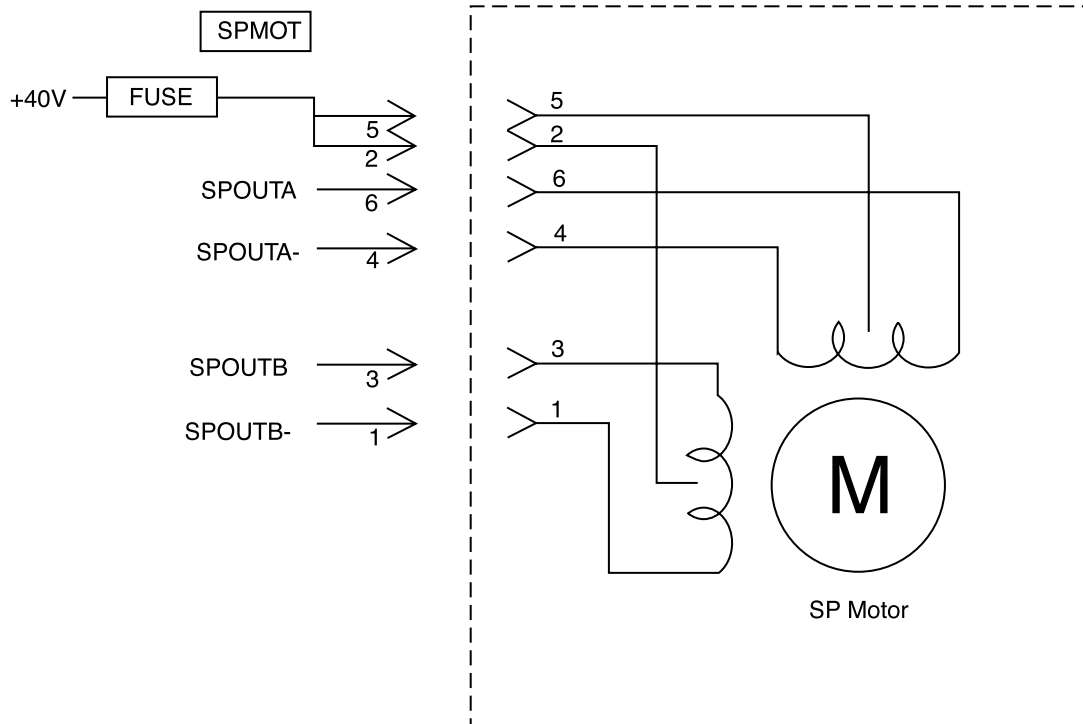 SPMOT
+40V
FUSE
5
2
SPOUTA
6
SPOUTA-
4
SPOUTB
3
SPOUTB-
1
5
2
6
4
3
1
M
SP Motor